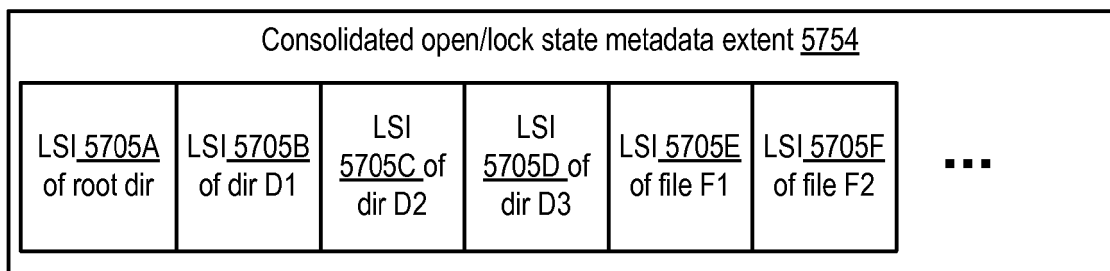 Consolidated open/lock state metadata extent 5754
LSI 5705A
of root dir
LSI 5705B
of dir D1
LSI
5705C of
dir D2
LSI
5705D of
dir D3
LSI 5705E
of file F1
LSI 5705F
of file F2
...